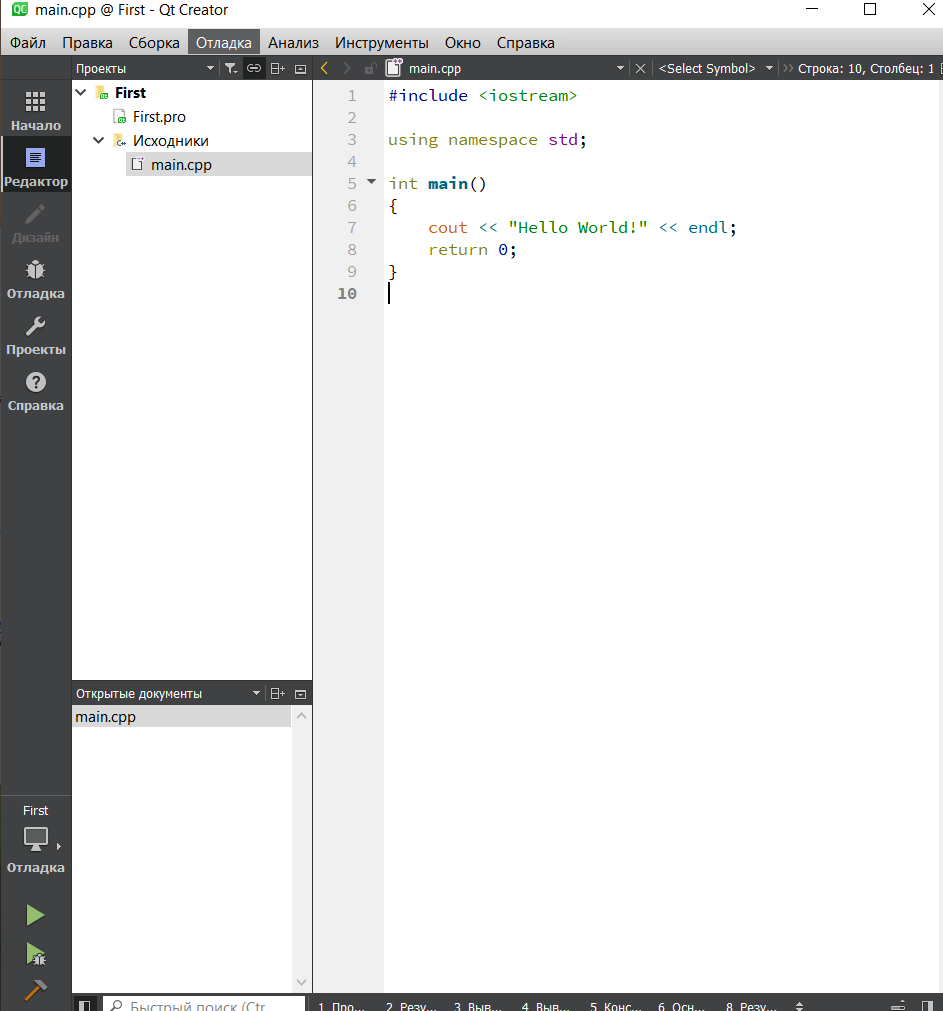 main.cpp @ First - Qt Creator
Файл Правка Сборка Отладка Анализ Инструменты Окно Справка
Проекты
main.cpp
<Select Symbol>
Строка: 10, Столбец: 1
Начало
Редактор
Дизайн
Отладка
Проекты
Справка
First
First.pro
Исходники
main.cpp
1 #include <iostream>
2
3 using namespace std;
4
5 int main()
6 {
7     cout << "Hello World!" << endl;
8     return 0;
9 }
10
Открытые документы
main.cpp
First
Отладка
Быстрый поиск (Ctr
1 Про... 2 Резу... 3 Выв... 4 Выв... 5 Конс... 6 Осн... 8 Резу...